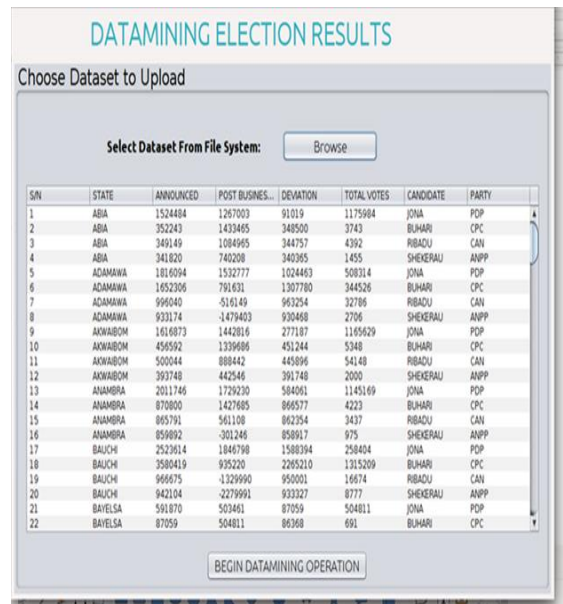 DATAMINING ELECTION RESULTS
Choose Dataset to Upload
Select Dataset From File System: Browse
S/N STATE ANNOUNCED POST BUSINES... DEVIATION TOTAL VOTES CANDIDATE PARTY
1 ABIA 1524484 1267003 91019 1175984 JONA PDP
2 ABIA 352243 1433465 348500 3743 BUHARI CPC
3 ABIA 349149 1084965 344757 4392 RIBADU CAN
4 ABIA 341820 740208 340365 1455 SHEKERAU ANPP
5 ADAMAWA 1816094 1532777 1024463 508314 JONA PDP
6 ADAMAWA 1652306 791631 1307780 344526 BUHARI CPC
7 ADAMAWA 996040 -516149 963254 32786 RIBADU CAN
8 ADAMAWA 933174 -1479403 930468 2706 SHEKERAU ANPP
9 AKWAIBOM 1616873 1442816 277187 1165629 JONA PDP
10 AKWAIBOM 456592 1339686 451244 5348 BUHARI CPC
11 AKWAIBOM 500044 888442 445896 54148 RIBADU CAN
12 AKWAIBOM 393748 442546 391748 2000 SHEKERAU ANPP
13 ANAMBRA 2011746 1729230 584061 1145169 JONA PDP
14 ANAMBRA 870800 1427685 866577 4223 BUHARI CPC
15 ANAMBRA 865791 561108 862354 3437 RIBADU CAN
16 ANAMBRA 859892 -301246 858917 975 SHEKERAU ANPP
17 BAUCHI 2523614 1846798 1588394 258404 JONA PDP
18 BAUCHI 3580419 935220 2265210 1315209 BUHARI CPC
19 BAUCHI 966675 -1329990 950001 16674 RIBADU CAN
20 BAUCHI 942104 -2279991 933327 8777 SHEKERAU ANPP
21 BAYELSA 591870 503461 87059 504811 JONA PDP
22 BAYELSA 87059 504811 86368 691 BUHARI CPC
BEGIN DATAMINING OPERATION